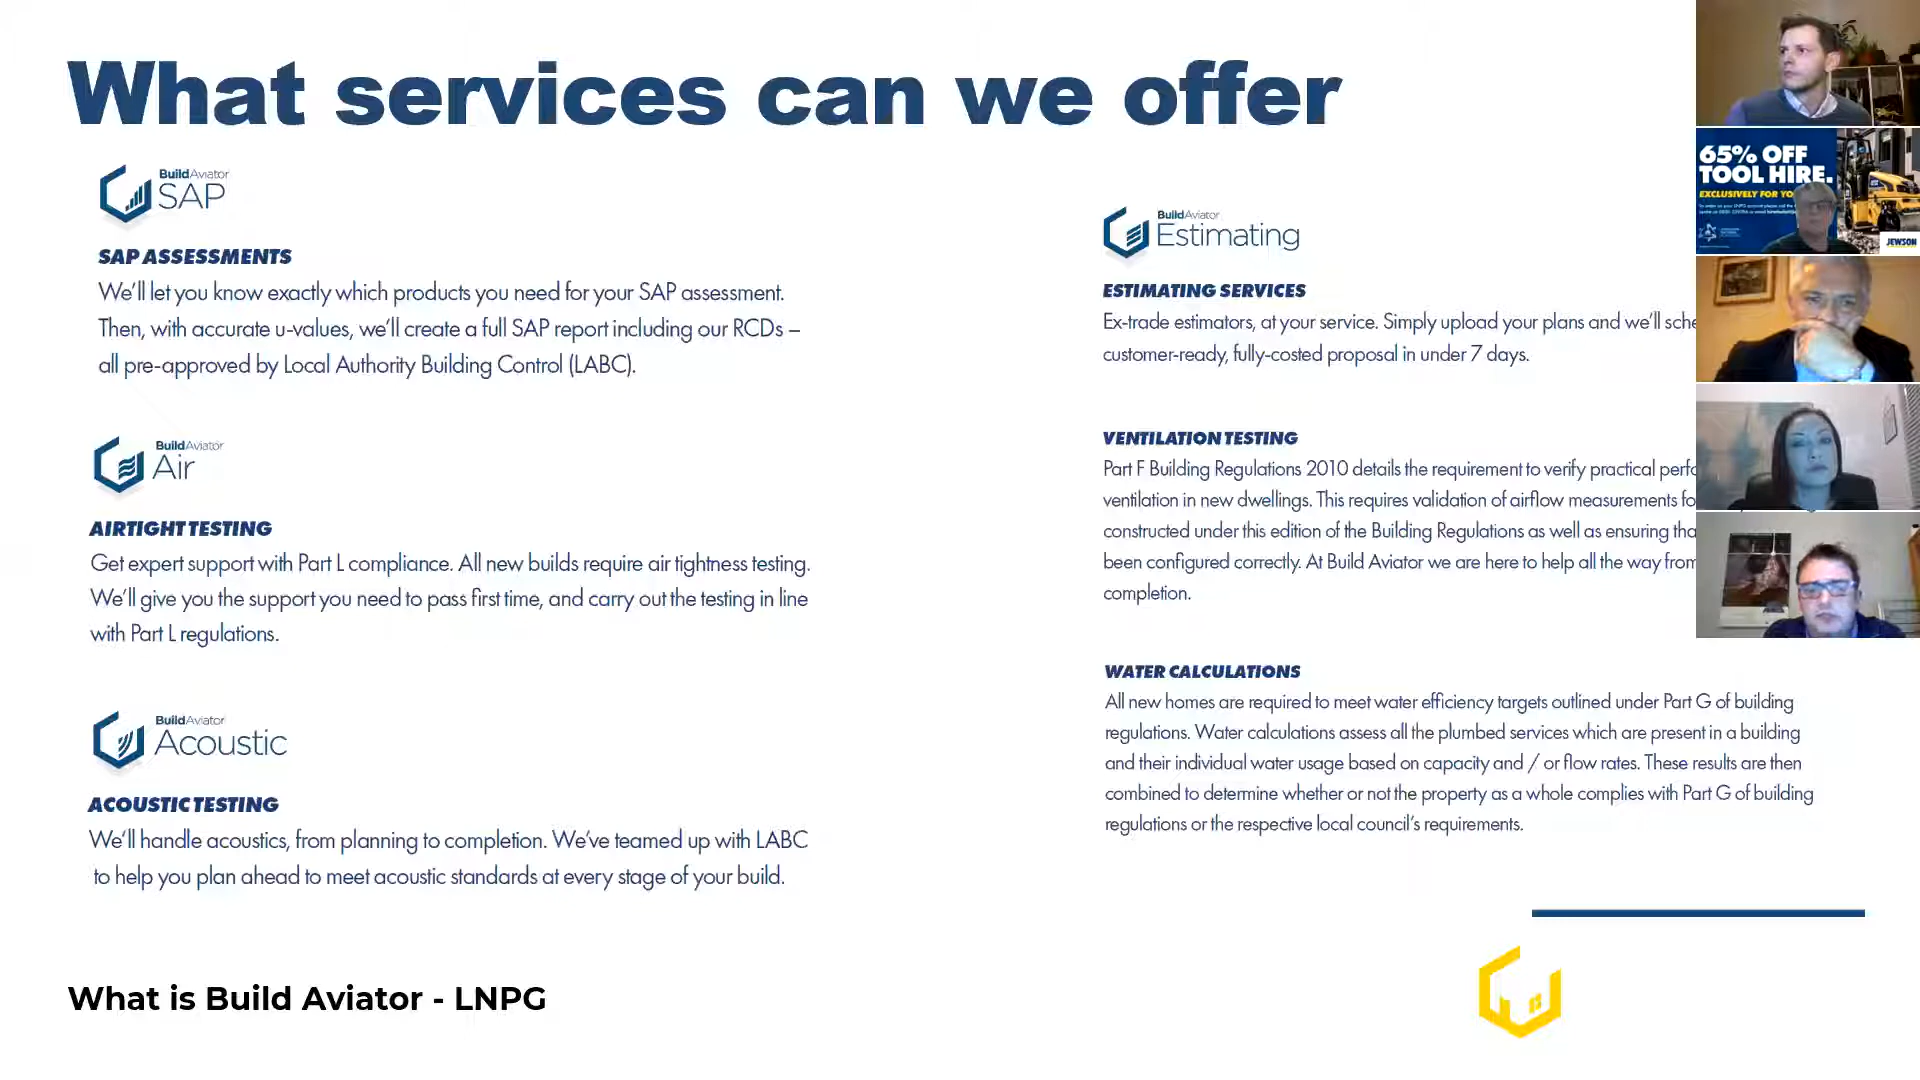 What services can we offer
BuildAviator
SAP
SAP ASSESSMENTS
We'll let you know exactly which products you need for your SAP assessment.
Then, with accurate u-values, we'll create a full SAP report including our RCDs –
all pre-approved by Local Authority Building Control (LABC).
BuildAviator
Air
AIRTIGHT TESTING
Get expert support with Part L compliance. All new builds require air tightness testing.
We'll give you the support you need to pass first time, and carry out the testing in line
with Part L regulations.
BuildAviator
Acoustic
ACOUSTIC TESTING
We'll handle acoustics, from planning to completion. We've teamed up with LABC
to help you plan ahead to meet acoustic standards at every stage of your build.
BuildAviator
Estimating
ESTIMATING SERVICES
Ex-trade estimators, at your service. Simply upload your plans and we'll
customer-ready, fully-costed proposal in under 7 days.
VENTILATION TESTING
Part F Building Regulations 2010 details the requirement to verify practical
ventilation in new dwellings. This requires validation of airflow measurements
constructed under this edition of the Building Regulations as well as ensuring
been configured correctly. At Build Aviator we are here to help all the way from
completion.
WATER CALCULATIONS
All new homes are required to meet water efficiency targets outlined under Part G of building
regulations. Water calculations assess all the plumbed services which are present in a building
and their individual water usage based on capacity and / or flow rates. These results are then
combined to determine whether or not the property as a whole complies with Part G of building
regulations or the respective local council's requirements.
65% OFF
TOOL HIRE.
EXCLUSIVELY FOR
JEWSON
What is Build Aviator - LNPG